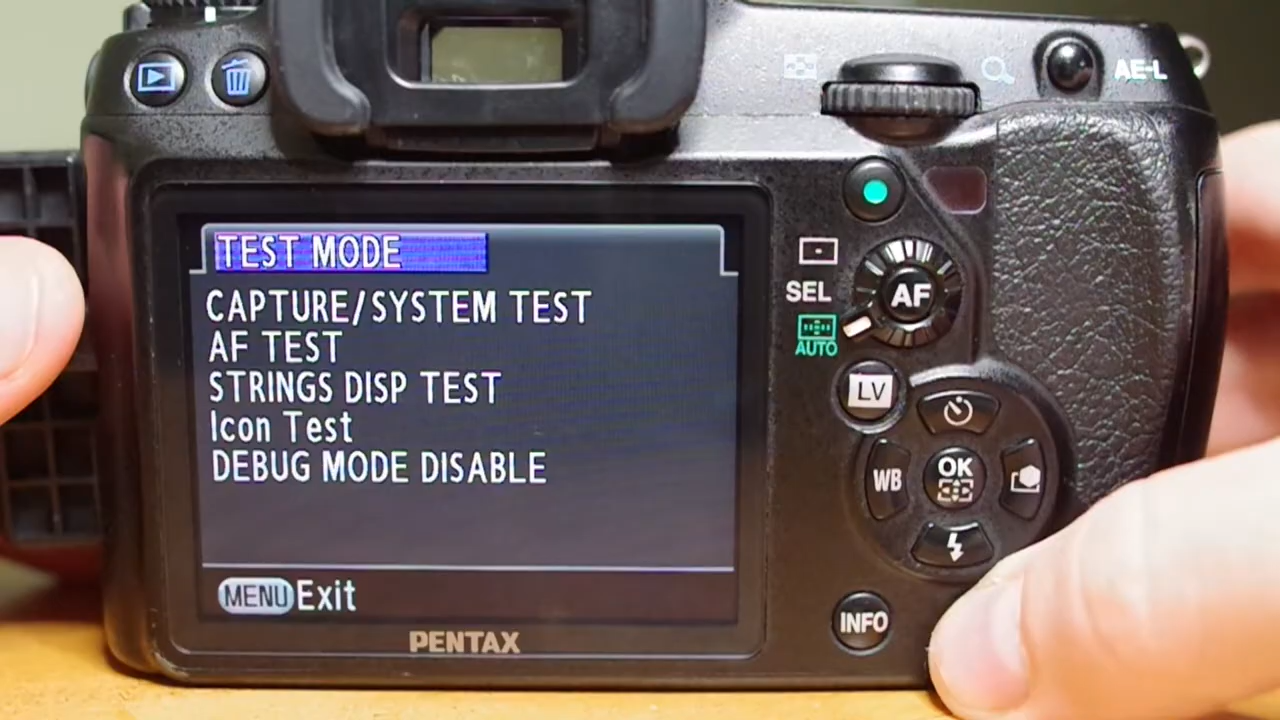 AE-L
TEST MODE
CAPTURE/SYSTEM TEST
AF TEST
STRINGS DISP TEST
Icon Test
DEBUG MODE DISABLE
MENU Exit
PENTAX
SEL
AF
AUTO
LV
WB
OK
INFO